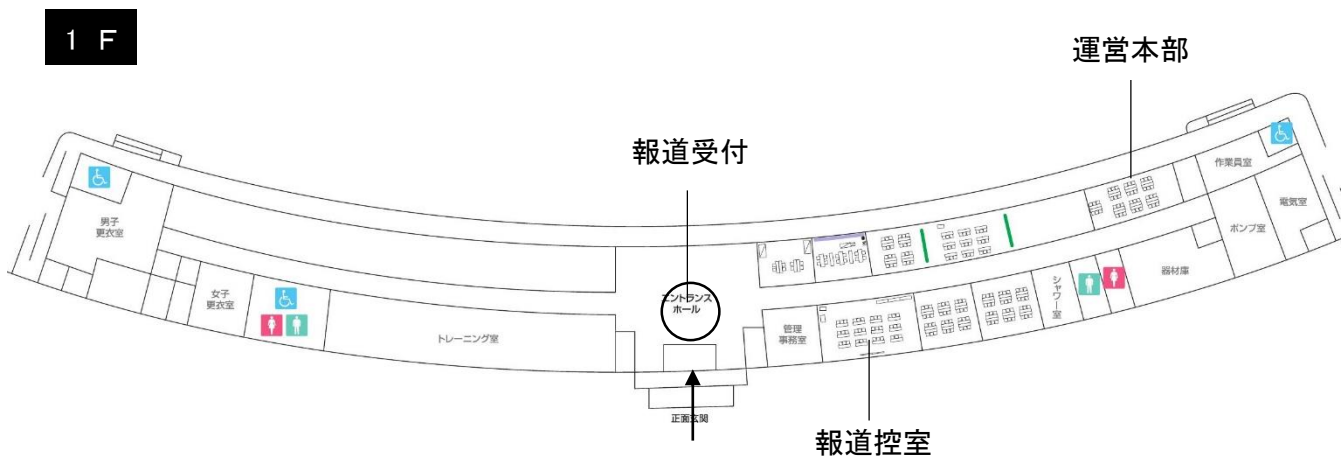 1 F
運営本部
報道受付
作業員室
電気室
ポンプ室
男子
更衣室
器材庫
女子
更衣室
エントランス
ホール
シャワー室
トレーニング室
管理
事務室
正面玄関
報道控室